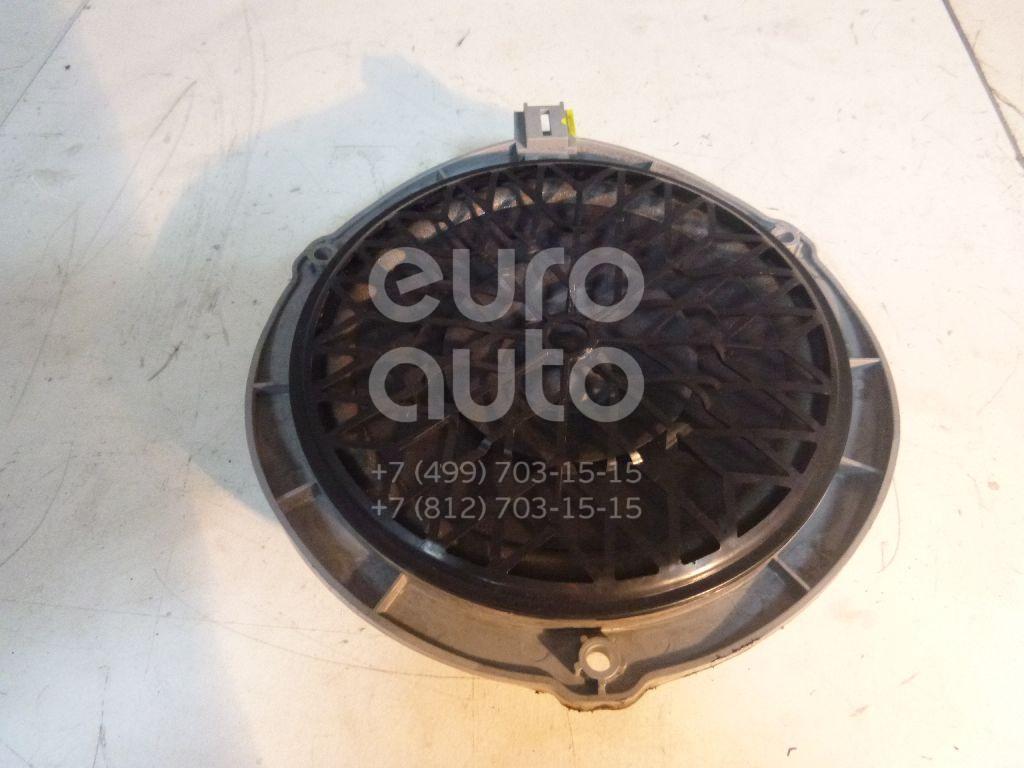 euro
auto
+7 (499) 703-15-15
+7 (812) 703-15-15